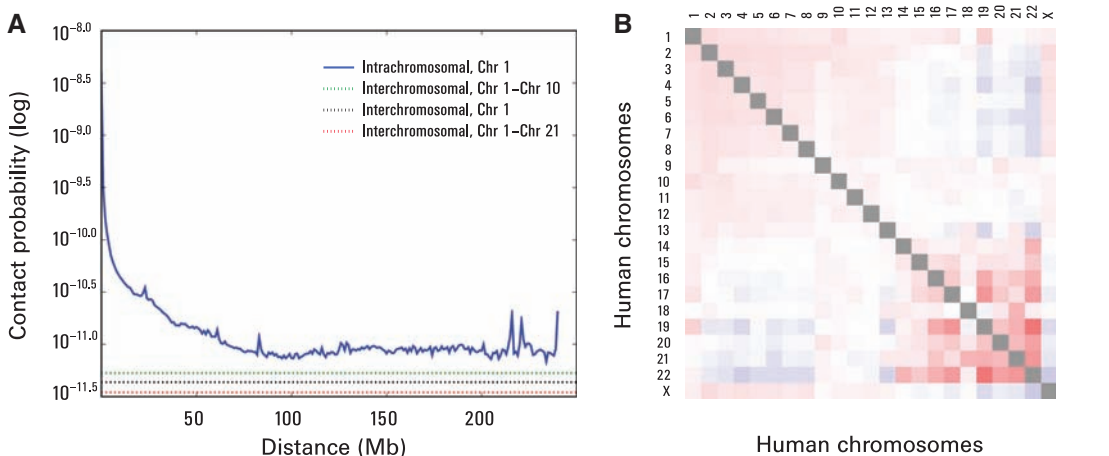 A
10^−8.0
10^−8.5
10^−9.0
10^−9.5
10^−10.0
10^−10.5
10^−11.0
10^−11.5
Contact probability (log)
Intrachromosomal, Chr 1
Interchromosomal, Chr 1–Chr 10
Interchromosomal, Chr 1
Interchromosomal, Chr 1–Chr 21
50 100 150 200
Distance (Mb)
B
1 2 3 4 5 6 7 8 9 10 11 12 13 14 15 16 17 18 19 20 21 22 X
Human chromosomes
1
2
3
4
5
6
7
8
9
10
11
12
13
14
15
16
17
18
19
20
21
22
X
Human chromosomes